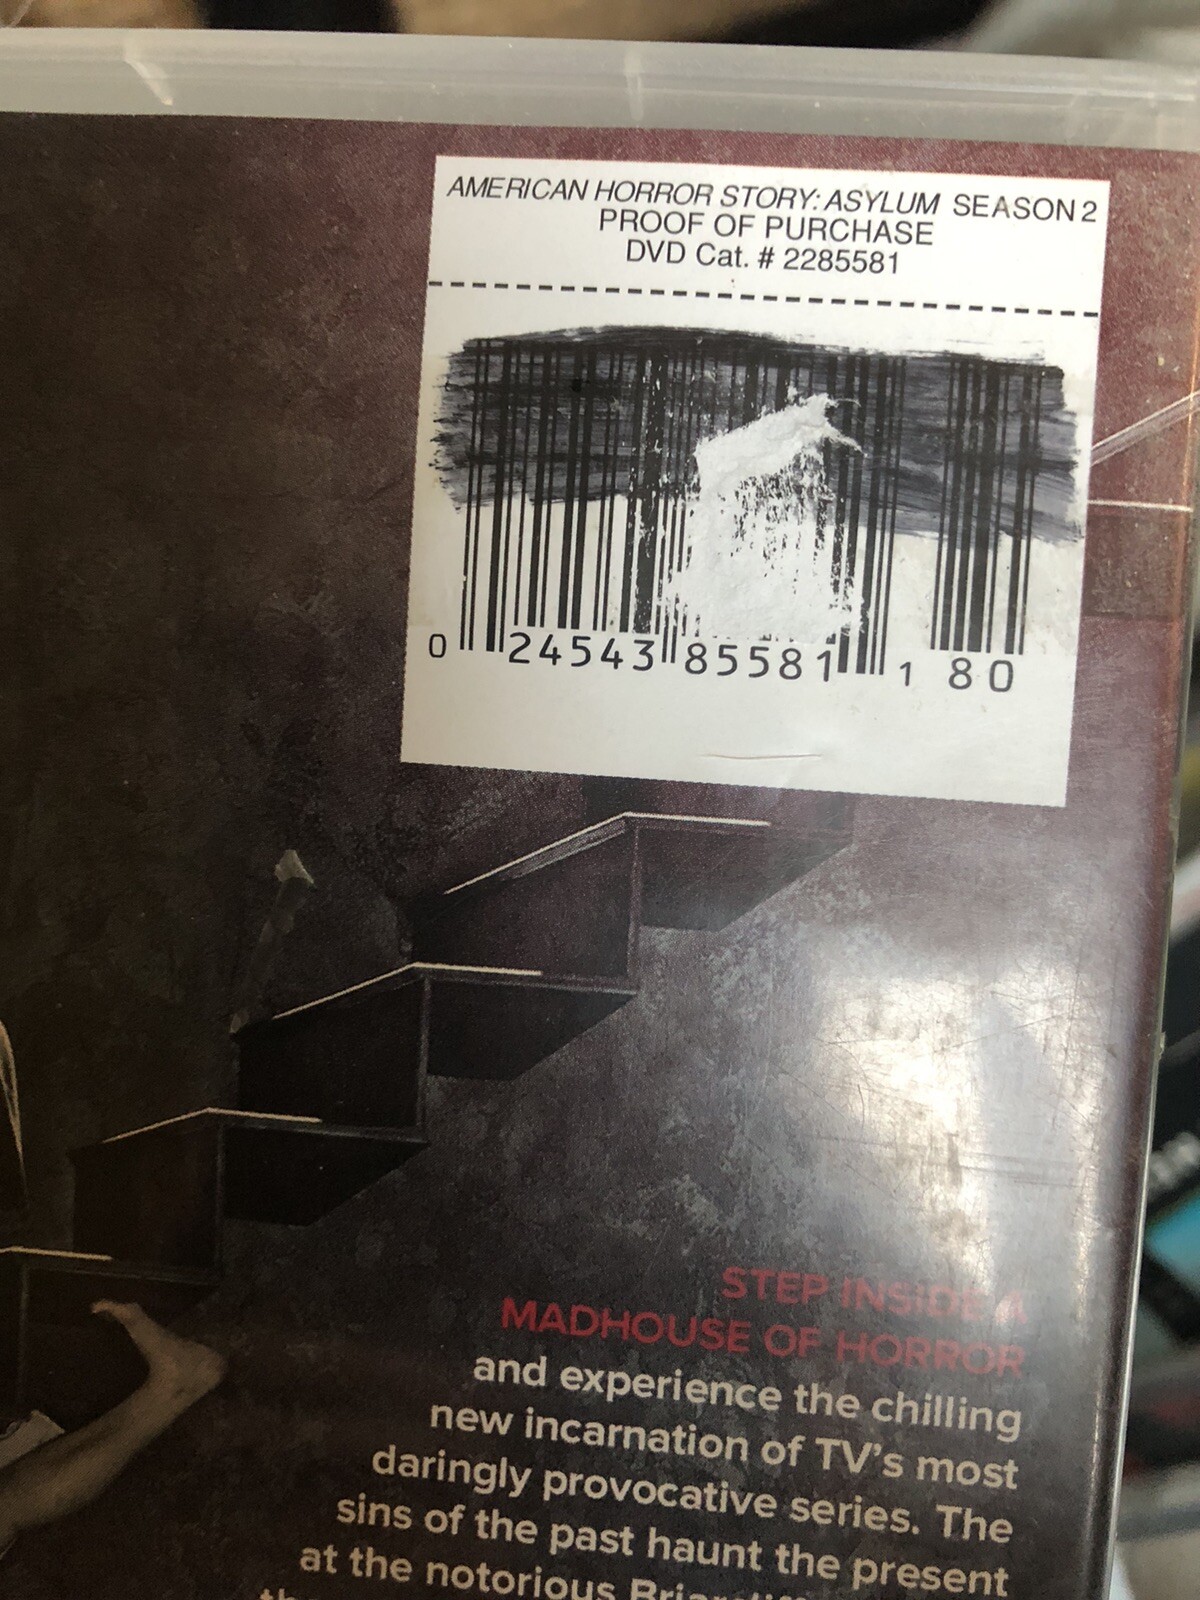 AMERICAN HORROR STORY: ASYLUM SEASON 2
PROOF OF PURCHASE
DVD Cat. # 2285581
0 24543 85581 1 80
STEP INSIDE A
MADHOUSE OF HORROR
and experience the chilling
new incarnation of TV's most
daringly provocative series. The
sins of the past haunt the present
at the notorious